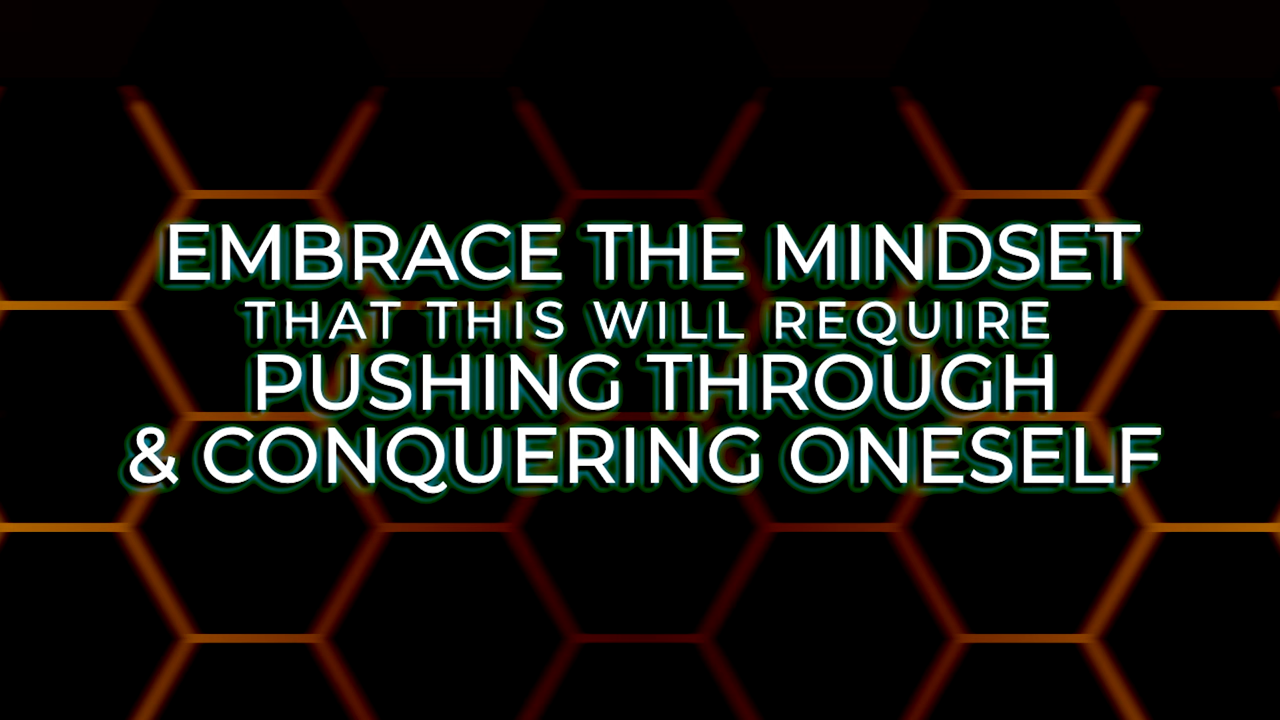 EMBRACE THE MINDSET
THAT THIS WILL REQUIRE
PUSHING THROUGH
& CONQUERING ONESELF